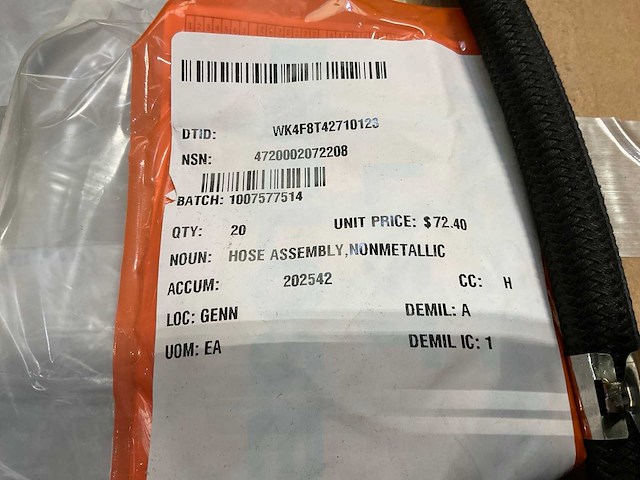 DTID: WK4F8T42710123
NSN: 4720002072208
BATCH: 1007577514
QTY: 20 UNIT PRICE: $72.40
NOUN: HOSE ASSEMBLY,NONMETALLIC
ACCUM: 202542 CC: H
LOC: GENN DEMIL: A
UOM: EA DEMIL IC: 1